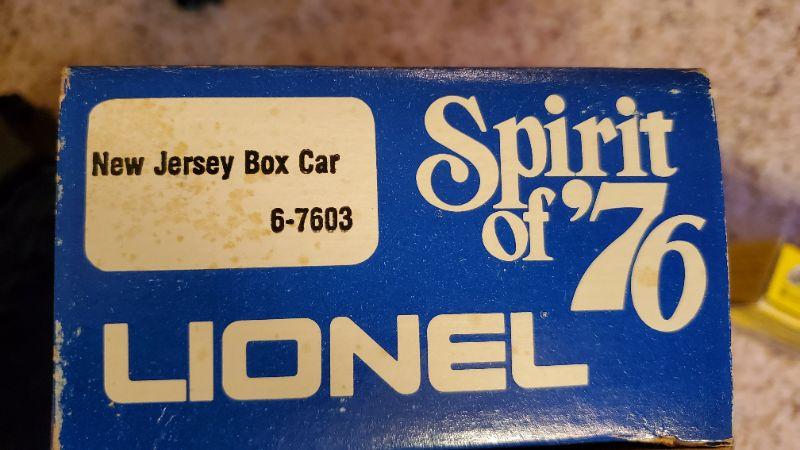 New Jersey Box Car
6-7603
Spirit
of '76
LIONEL